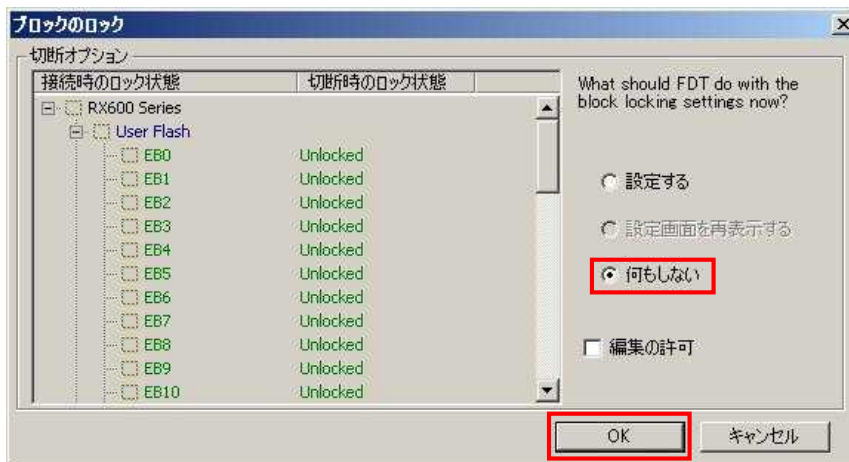 ブロックのロック
切断オプション
接続時のロック状態 切断時のロック状態
RX600 Series
User Flash
EB0 Unlocked
EB1 Unlocked
EB2 Unlocked
EB3 Unlocked
EB4 Unlocked
EB5 Unlocked
EB6 Unlocked
EB7 Unlocked
EB8 Unlocked
EB9 Unlocked
EB10 Unlocked
What should FDT do with the
block locking settings now?
設定する
設定画面を再表示する
何もしない
編集の許可
OK キャンセル